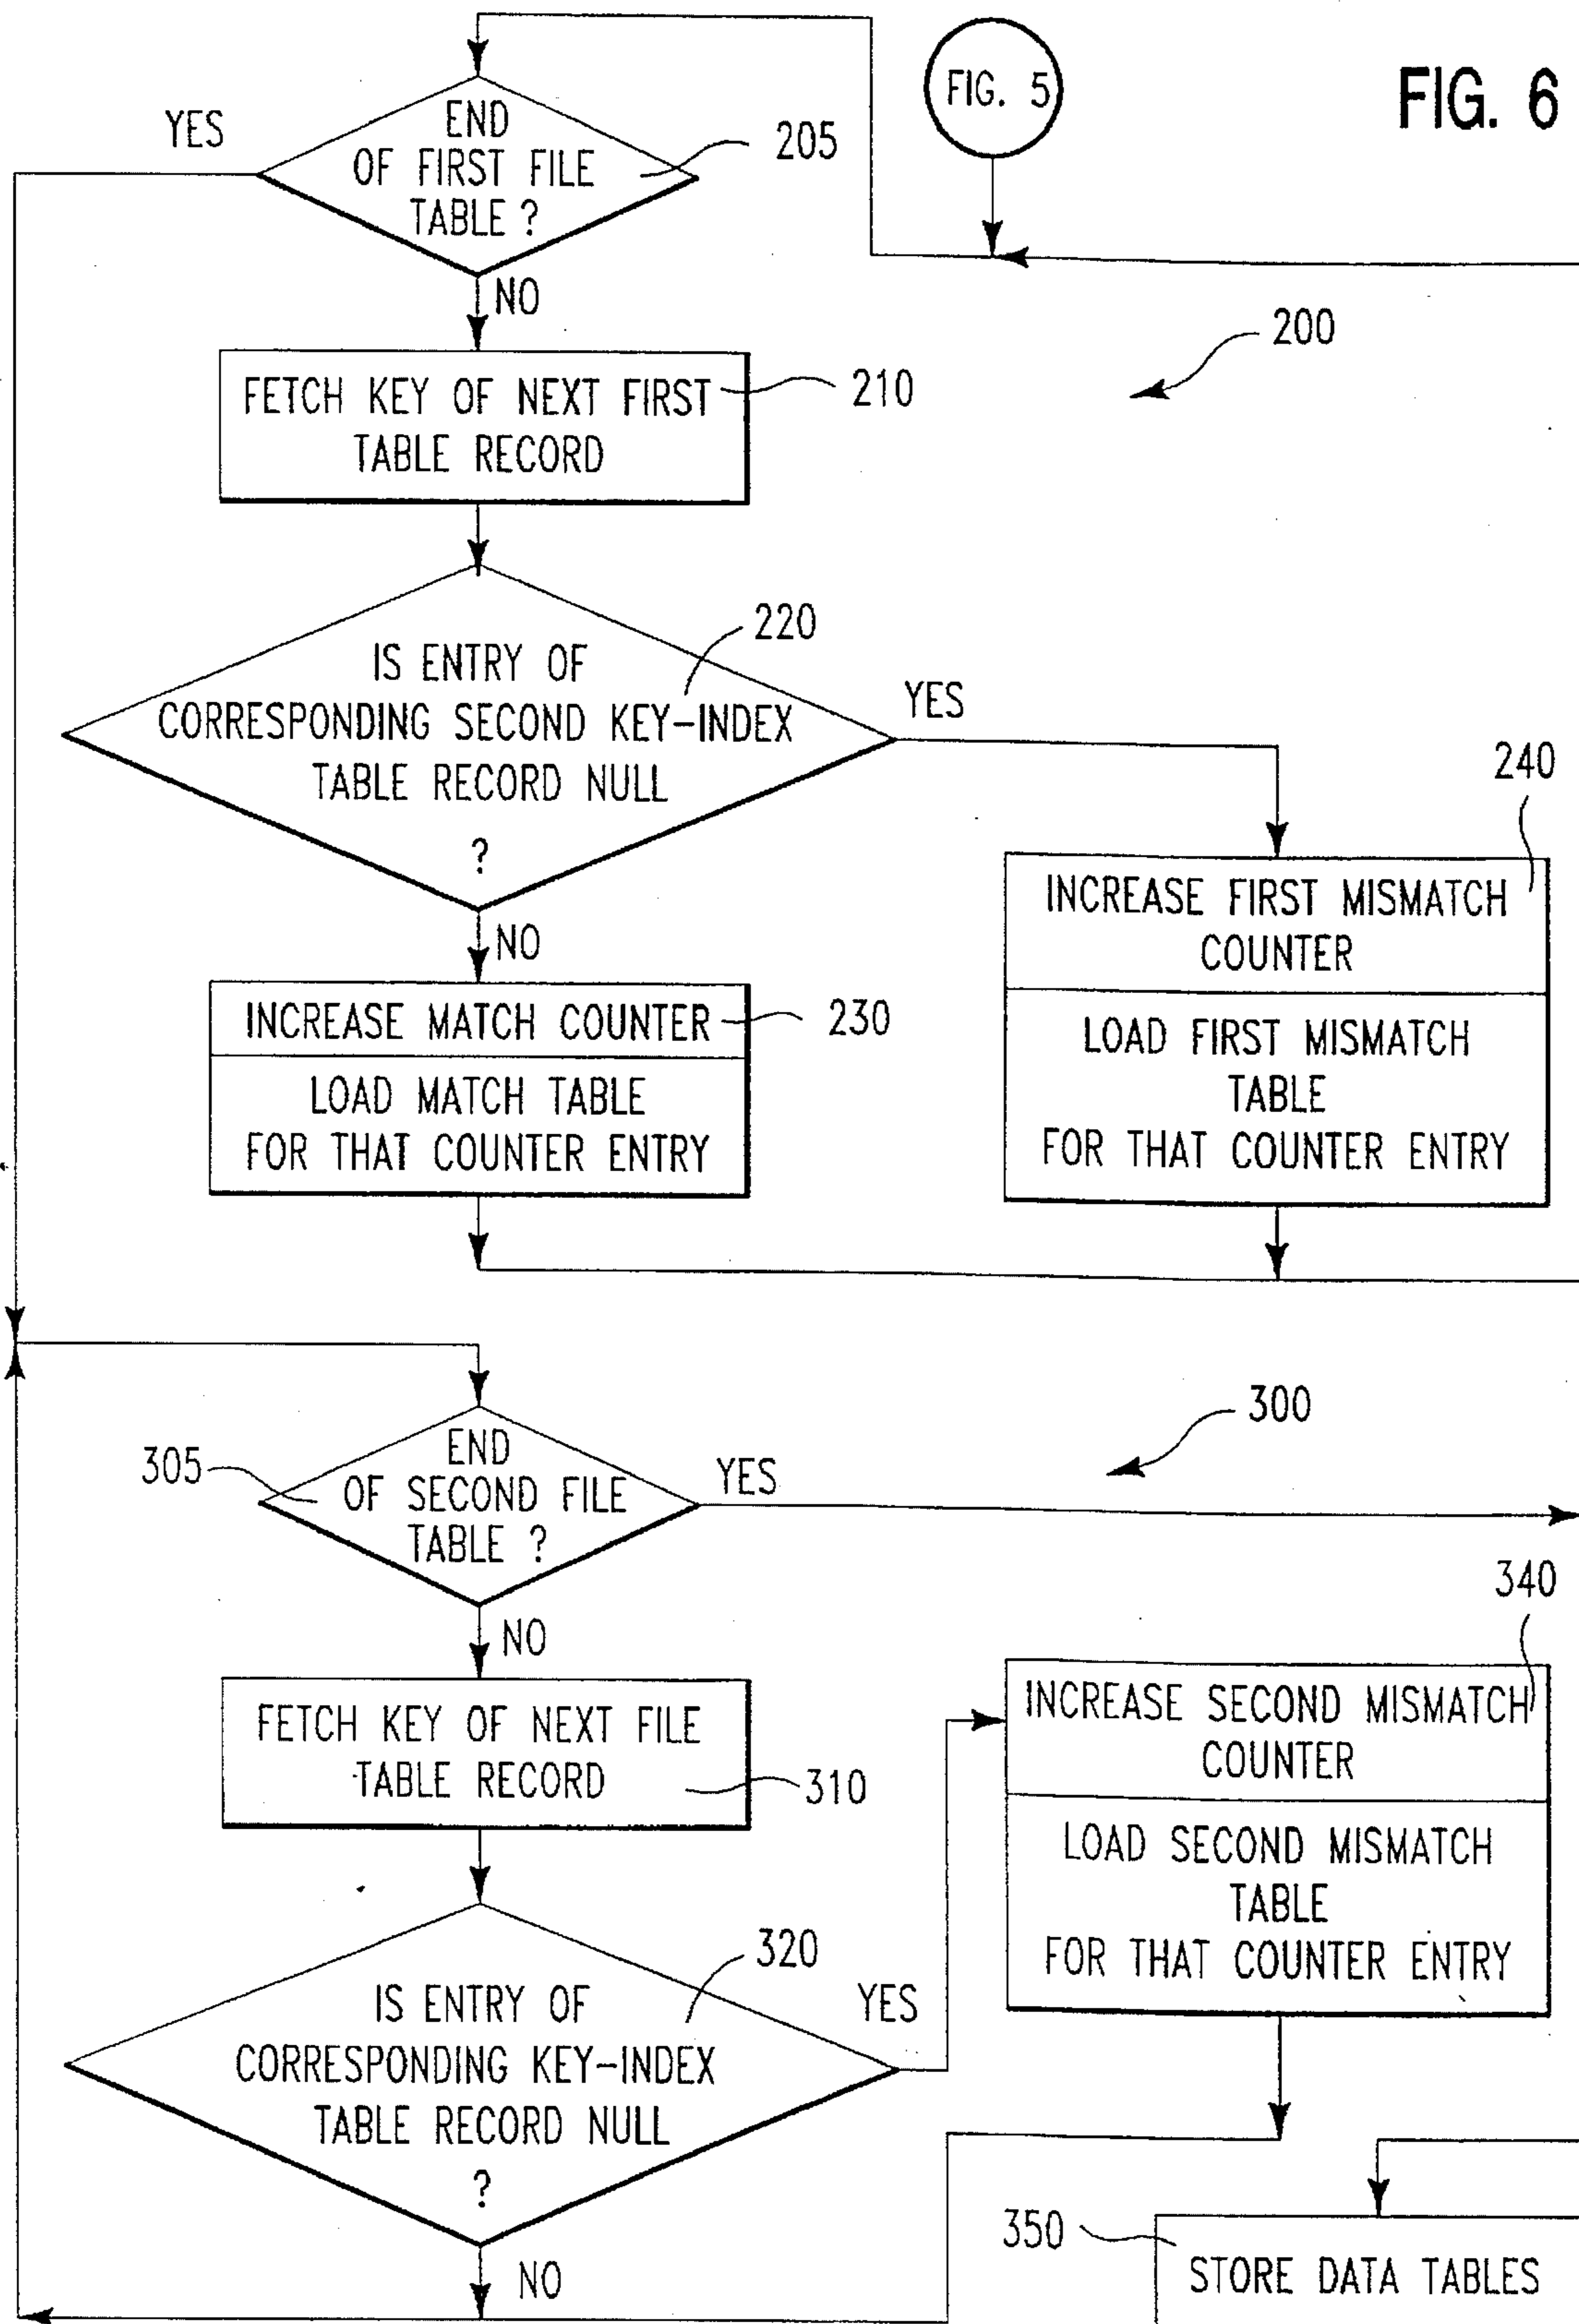 FIG. 5
FIG. 6
YES
END
OF FIRST FILE
TABLE ?
205
NO
200
FETCH KEY OF NEXT FIRST
TABLE RECORD
210
220
IS ENTRY OF
CORRESPONDING SECOND KEY-INDEX
TABLE RECORD NULL
?
YES
240
INCREASE FIRST MISMATCH
COUNTER
LOAD FIRST MISMATCH
TABLE
FOR THAT COUNTER ENTRY
NO
INCREASE MATCH COUNTER
230
LOAD MATCH TABLE
FOR THAT COUNTER ENTRY
300
305
END
OF SECOND FILE
TABLE ?
YES
340
NO
INCREASE SECOND MISMATCH
COUNTER
LOAD SECOND MISMATCH
TABLE
FOR THAT COUNTER ENTRY
FETCH KEY OF NEXT FILE
TABLE RECORD
310
320
IS ENTRY OF
CORRESPONDING KEY-INDEX
TABLE RECORD NULL
?
YES
NO
350
STORE DATA TABLES